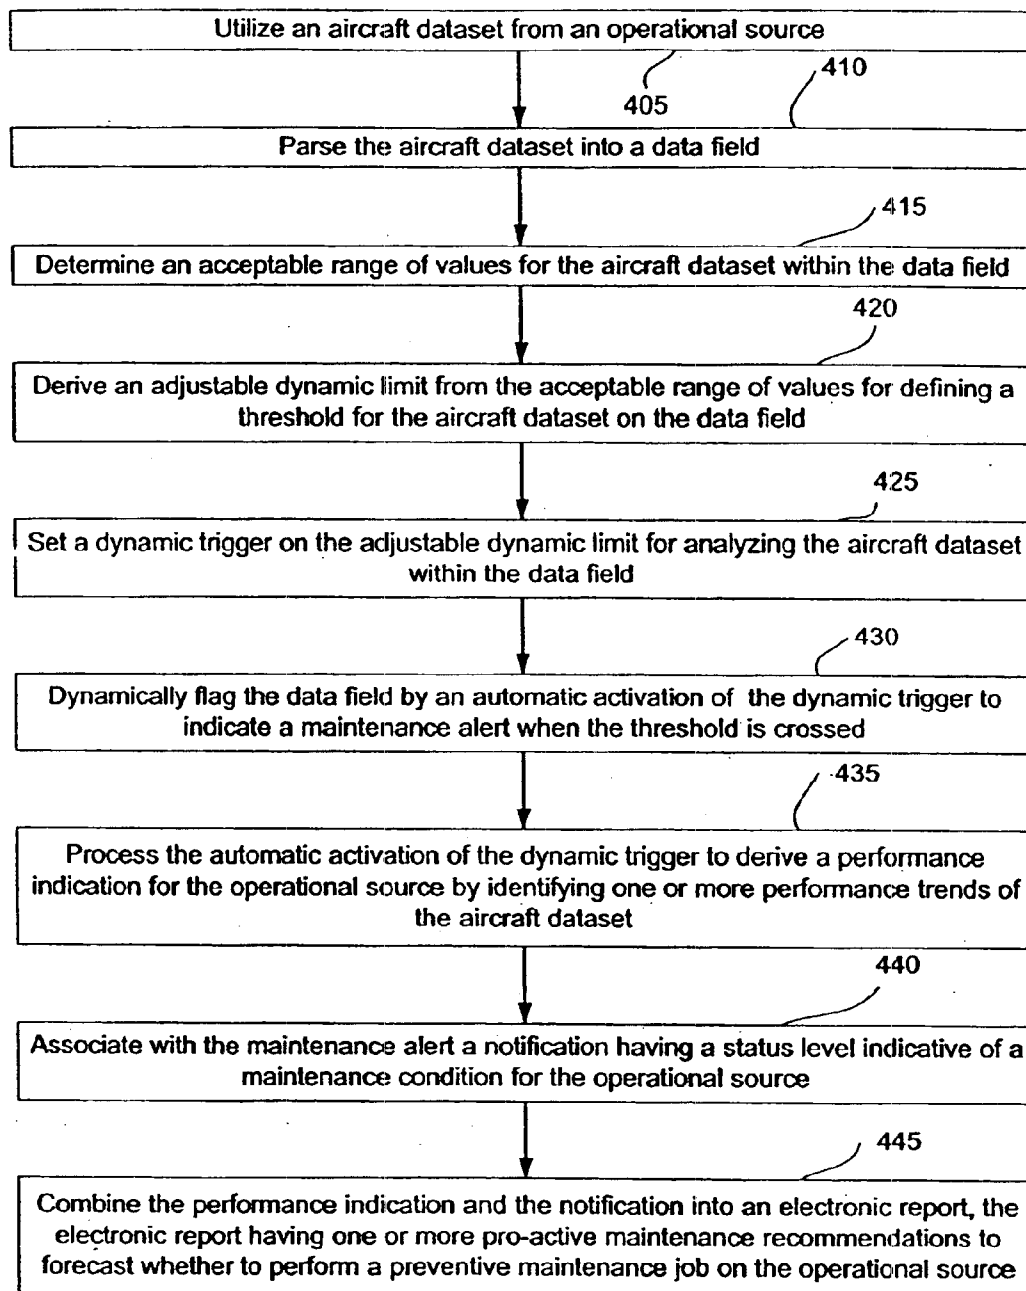 Utilize an aircraft dataset from an operational source
405
410
Parse the aircraft dataset into a data field
415
Determine an acceptable range of values for the aircraft dataset within the data field
420
Derive an adjustable dynamic limit from the acceptable range of values for defining a
threshold for the aircraft dataset on the data field
425
Set a dynamic trigger on the adjustable dynamic limit for analyzing the aircraft dataset
within the data field
430
Dynamically flag the data field by an automatic activation of the dynamic trigger to
indicate a maintenance alert when the threshold is crossed
435
Process the automatic activation of the dynamic trigger to derive a performance
indication for the operational source by identifying one or more performance trends of
the aircraft dataset
440
Associate with the maintenance alert a notification having a status level indicative of a
maintenance condition for the operational source
445
Combine the performance indication and the notification into an electronic report, the
electronic report having one or more pro-active maintenance recommendations to
forecast whether to perform a preventive maintenance job on the operational source